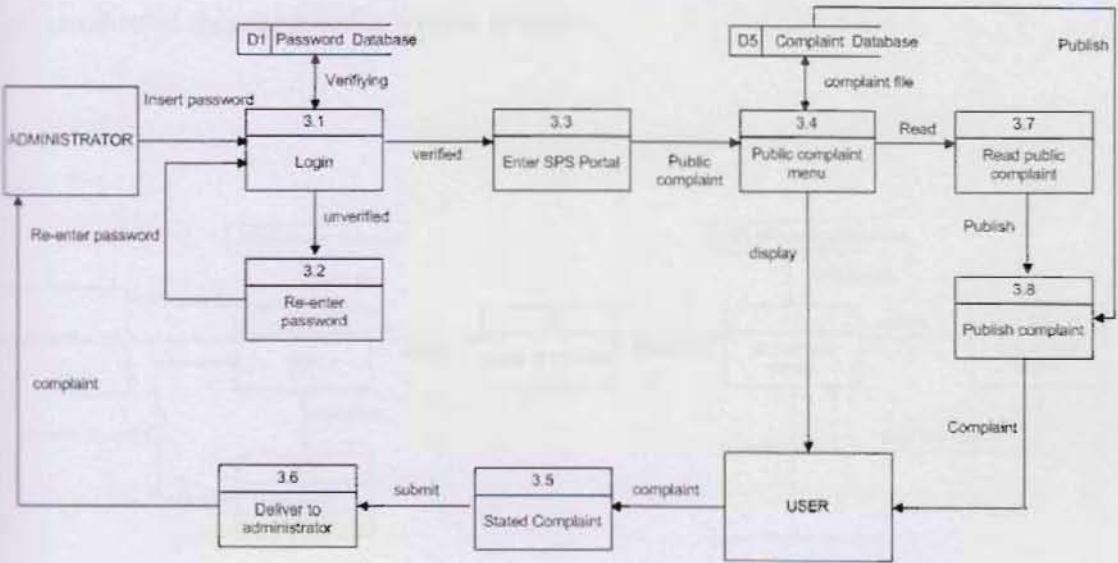 D1 Password Database
D5 Complaint Database
Publish
Verifiying
complaint file
Insert password
ADMINISTRATOR
3.1
Login
verified
3.3
Enter SPS Portal
Public
complaint
3.4
Public complaint
menu
Read
3.7
Read public
complaint
unverified
Re-enter password
display
Publish
3.2
Re-enter
password
3.8
Publish complaint
complaint
Complaint
3.6
Deliver to
administrator
submit
3.5
Stated Complaint
complaint
USER